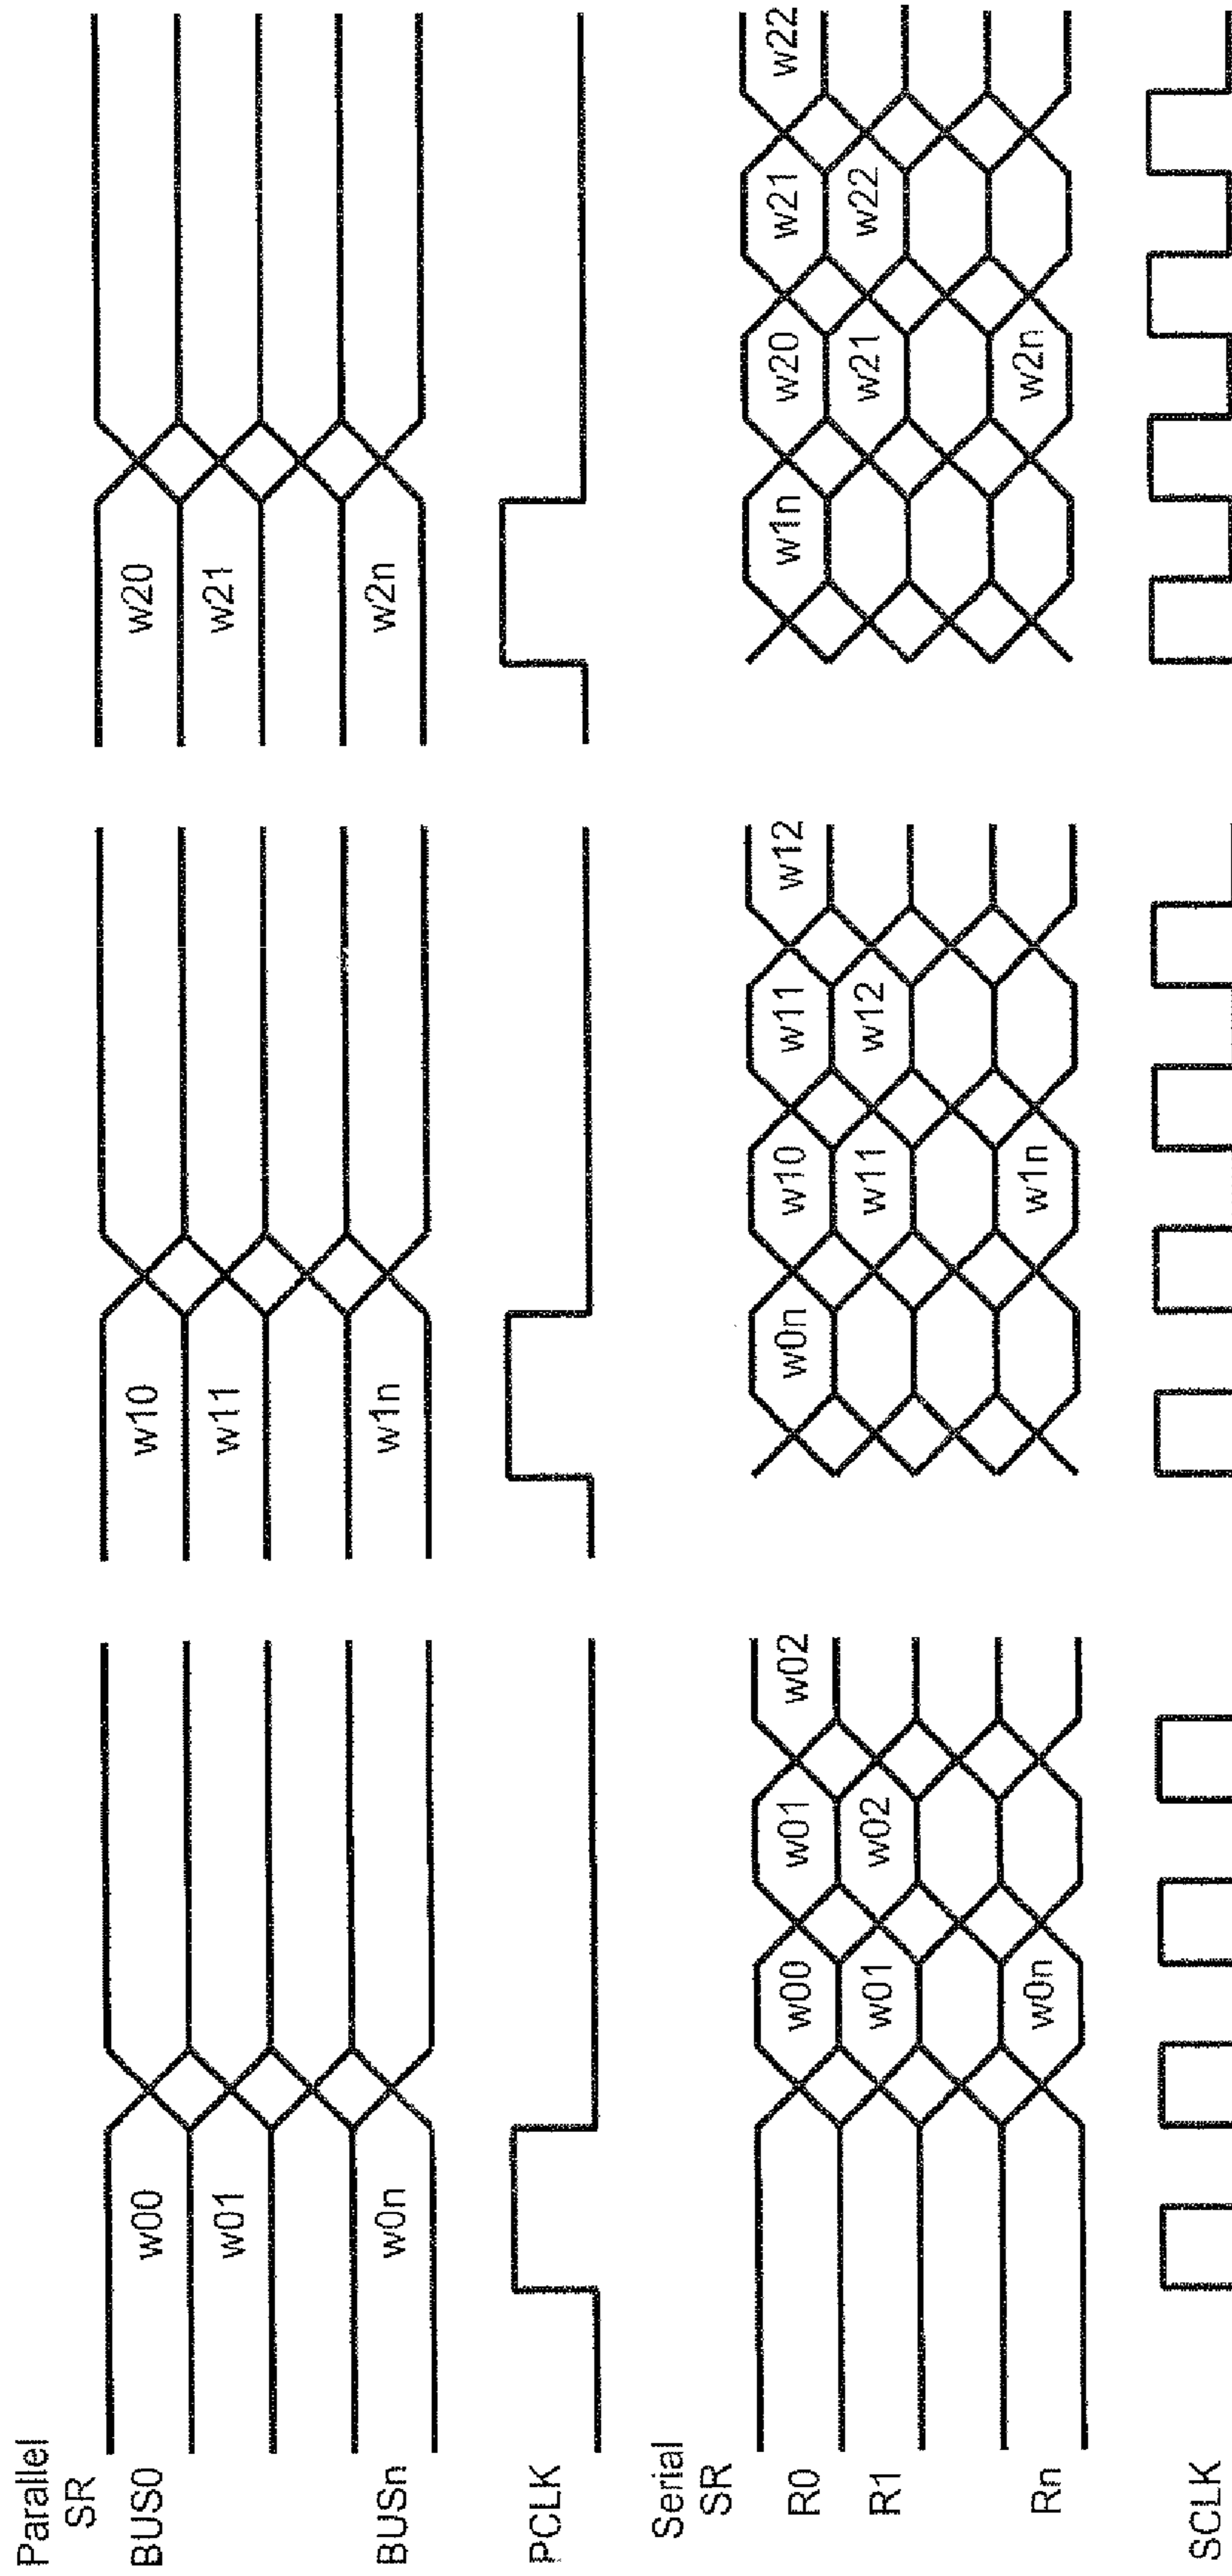 Parallel
SR
BUS0 w00 w10 w20
w01 w11 w21
BUSn w0n w1n w2n
PCLK
Serial
SR
R0 w00 w01 w02 w0n w10 w11 w12 w1n w20 w21 w22
R1 w01 w02 w11 w12 w21 w22
Rn w0n w1n w2n
SCLK